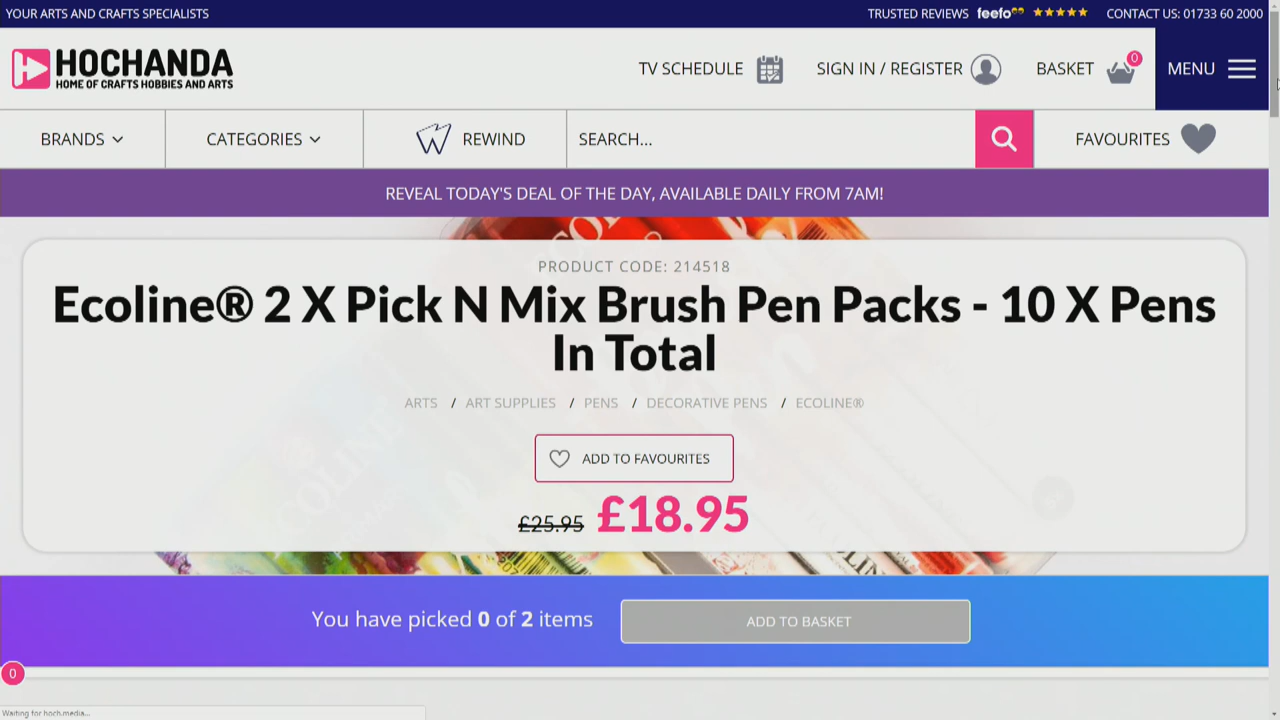 YOUR ARTS AND CRAFTS SPECIALISTS
TRUSTED REVIEWS feefo
CONTACT US: 01733 60 2000
HOCHANDA
HOME OF CRAFTS HOBBIES AND ARTS
TV SCHEDULE
SIGN IN / REGISTER
BASKET
0
MENU
BRANDS
CATEGORIES
REWIND
SEARCH...
FAVOURITES
REVEAL TODAY'S DEAL OF THE DAY, AVAILABLE DAILY FROM 7AM!
PRODUCT CODE: 214518
Ecoline® 2 X Pick N Mix Brush Pen Packs - 10 X Pens
In Total
ARTS / ART SUPPLIES / PENS / DECORATIVE PENS / ECOLINE®
ADD TO FAVOURITES
£25.95 £18.95
You have picked 0 of 2 items
ADD TO BASKET
0
Waiting for hoch.media...